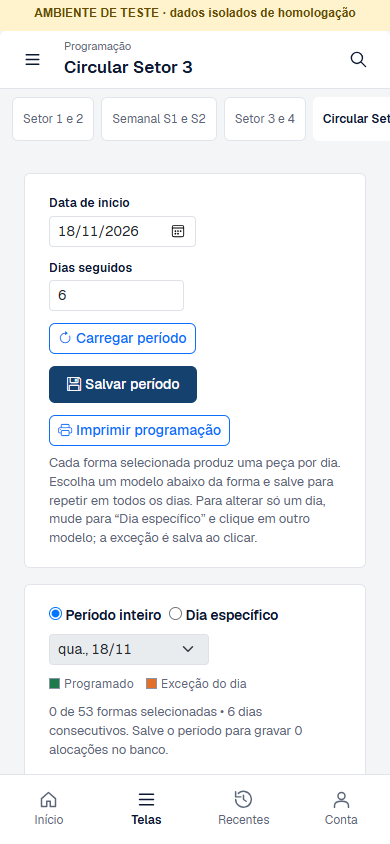 AMBIENTE DE TESTE · dados isolados de homologação
Programação
Circular Setor 3
Setor 1 e 2
Semanal S1 e S2
Setor 3 e 4
Circular Set
Data de início
18/11/2026
Dias seguidos
6
Carregar período
Salvar período
Imprimir programação
Cada forma selecionada produz uma peça por dia.
Escolha um modelo abaixo da forma e salve para
repetir em todos os dias. Para alterar só um dia,
mude para “Dia específico” e clique em outro
modelo; a exceção é salva ao clicar.
Período inteiro
Dia específico
qua., 18/11
Programado
Exceção do dia
0 de 53 formas selecionadas • 6 dias
consecutivos. Salve o período para gravar 0
alocações no banco.
Início
Telas
Recentes
Conta